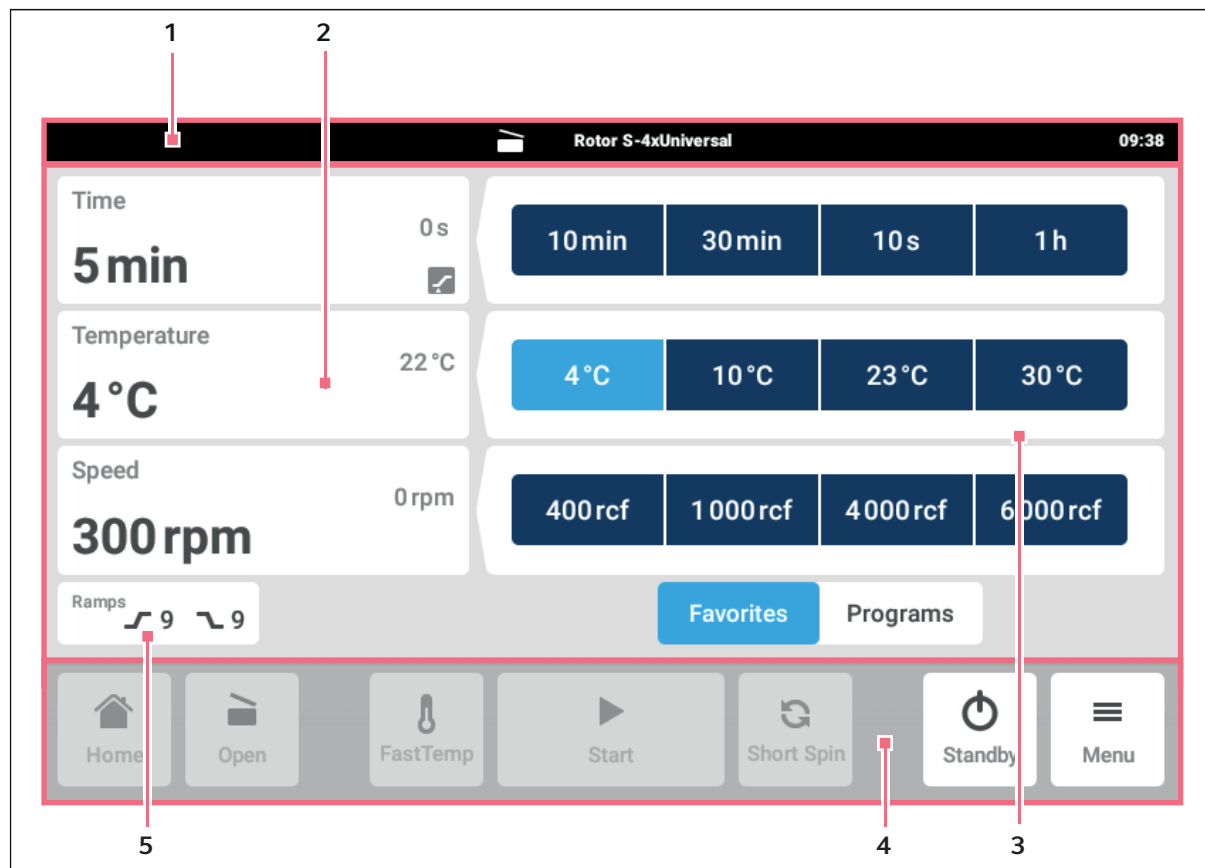 1 2
Rotor S-4xUniversal 09:38
Time
0 s
5 min
10 min 30 min 10 s 1 h
Temperature
22 °C
4 °C
4 °C 10 °C 23 °C 30 °C
Speed
0 rpm
300 rpm
400 rcf 1 000 rcf 4 000 rcf 6 000 rcf
Ramps
9 9
Favorites Programs
Home Open FastTemp Start Short Spin Standby Menu
5 4 3